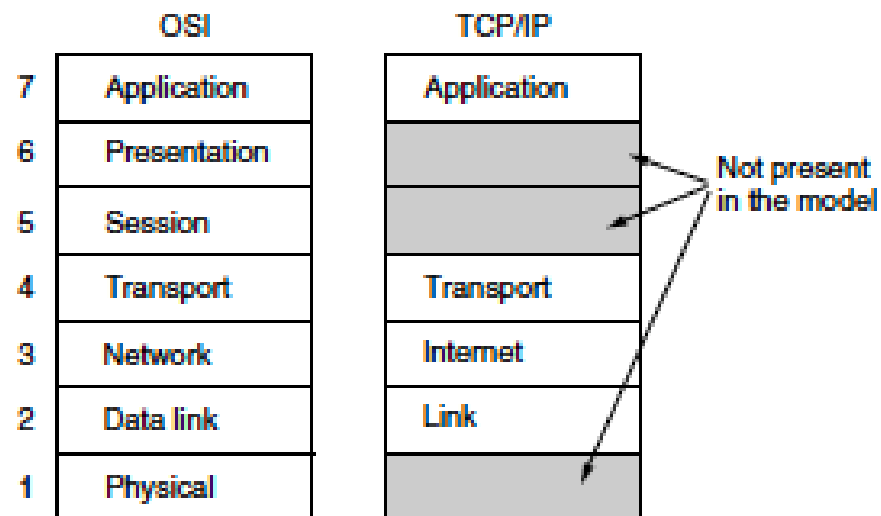 OSI TCP/IP
7 Application Application
6 Presentation
5 Session
Not present
in the model
4 Transport Transport
3 Network Internet
2 Data link Link
1 Physical